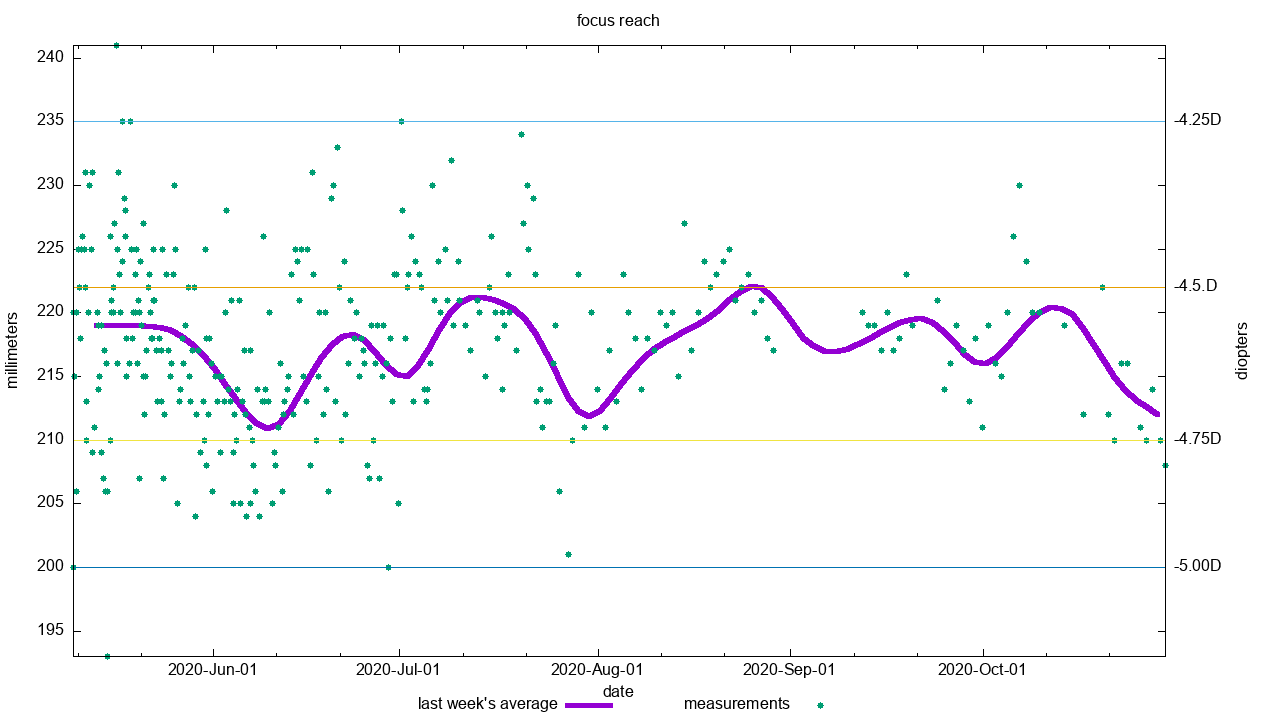 focus reach
240
235
230
225
220
215
210
205
200
195
millimeters
-4.25D
-4.5 D
-4.75D
-5.00D
diopters
2020-Jun-01 2020-Jul-01 2020-Aug-01 2020-Sep-01 2020-Oct-01
date
last week's average measurements